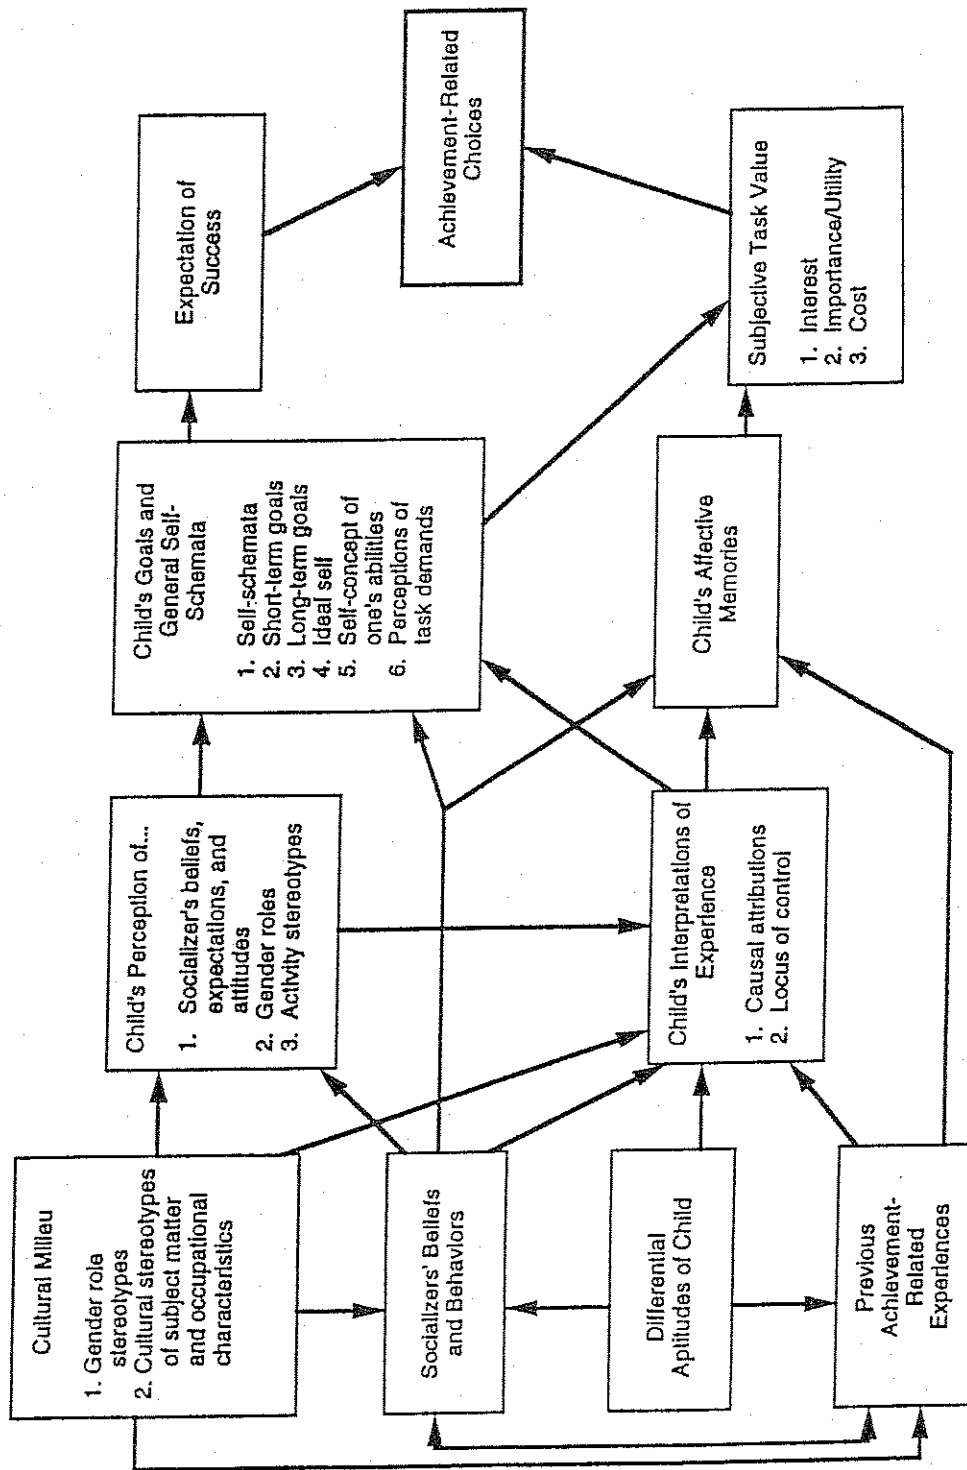 Cultural Milieu
1. Gender role
stereotypes
2. Cultural stereotypes
of subject matter
and occupational
characteristics
Socializers' Beliefs
and Behaviors
Differential
Aptitudes of Child
Previous
Achievement-
Related
Experiences
Child's Perception of...
1. Socializer's beliefs,
expectations, and
attitudes
2. Gender roles
3. Activity stereotypes
Child's Interpretations of
Experience
1. Causal attributions
2. Locus of control
Child's Goals and
General Self-
Schemata
1. Self-schemata
2. Short-term goals
3. Long-term goals
4. Ideal self
5. Self-concept of
one's abilities
6. Perceptions of
task demands
Child's Affective
Memories
Expectation of
Success
Achievement-Related
Choices
Subjective Task Value
1. Interest
2. Importance/Utility
3. Cost